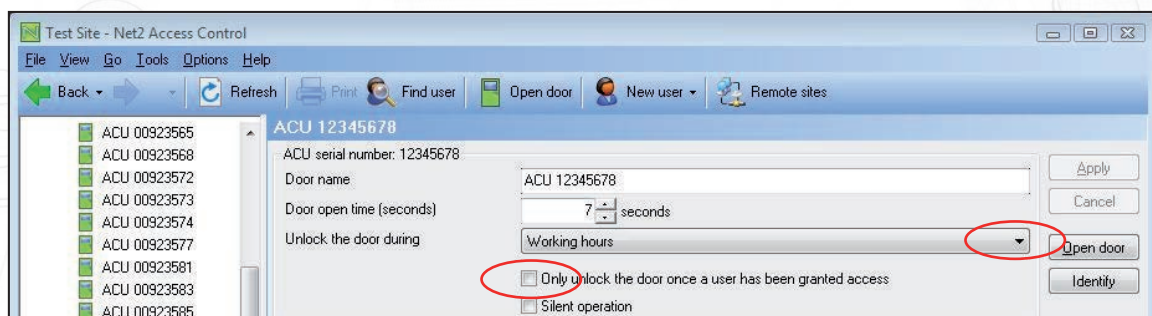 Test Site - Net2 Access Control
File View Go Tools Options Help
Back Refresh Print Find user Open door New user Remote sites
ACU 00923565
ACU 00923568
ACU 00923572
ACU 00923573
ACU 00923574
ACU 00923577
ACU 00923581
ACU 00923583
ACU 00923585
ACU 12345678
ACU serial number: 12345678
Door name ACU 12345678
Door open time (seconds) 7 seconds
Unlock the door during Working hours
Only unlock the door once a user has been granted access
Silent operation
Apply
Cancel
Open door
Identify